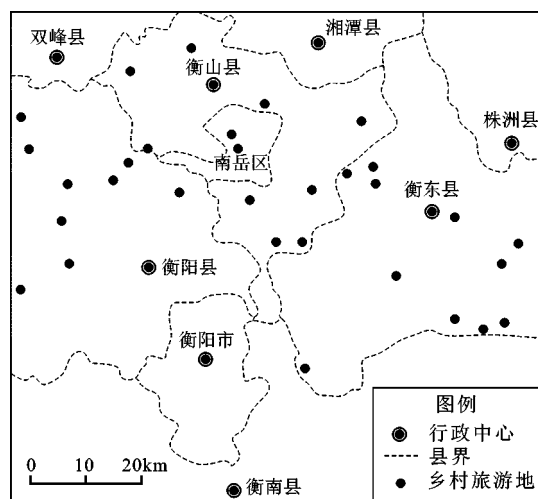 双峰县
湘潭县
衡山县
株洲县
南岳区
衡东县
衡阳县
衡阳市
图例
行政中心
县界
乡村旅游地
0 10 20km
衡南县